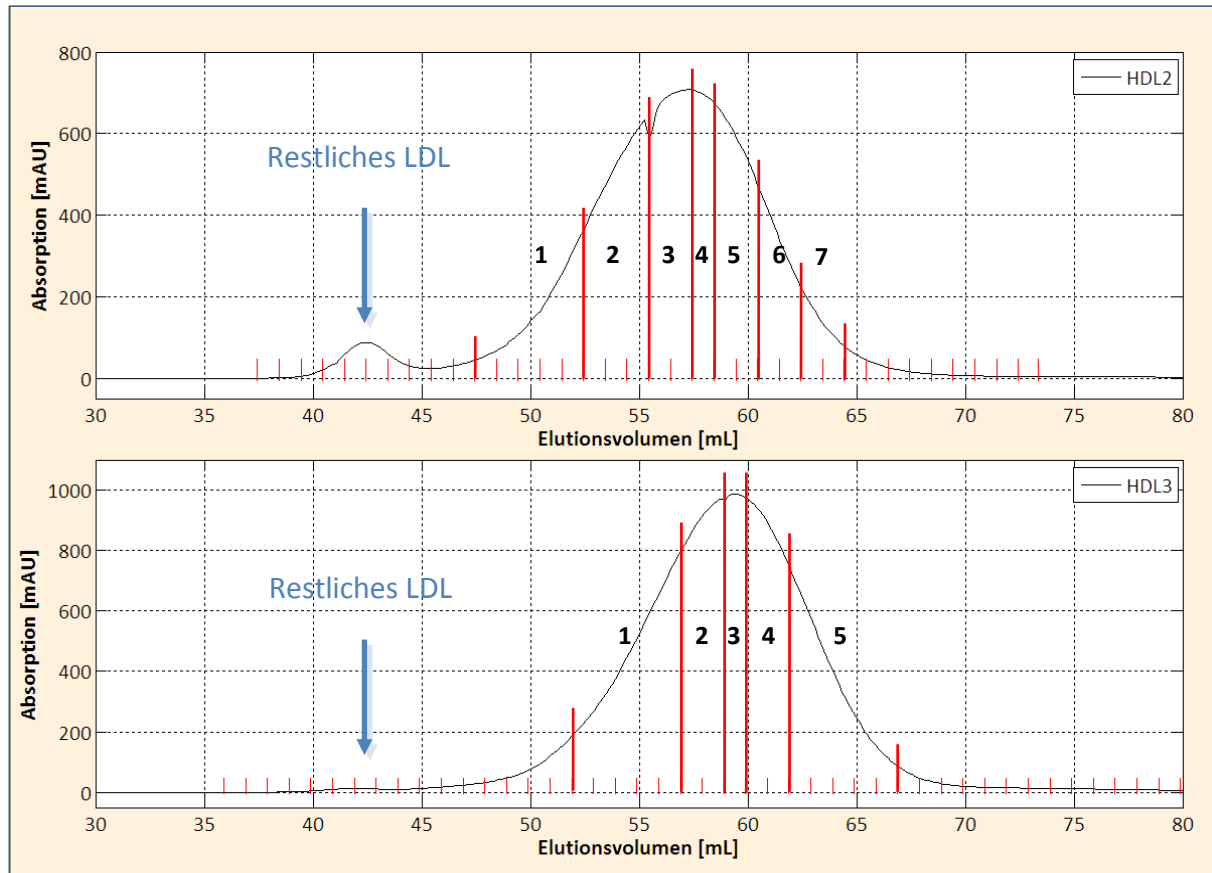 800
HDL2
600
Restliches LDL
400
1 2 3 4 5 6 7
200
0
Absorption [mAU]
30 35 40 45 50 55 60 65 70 75 80
Elutionsvolumen [mL]
1000
HDL3
800
Restliches LDL
600
1 2 3 4 5
400
200
0
Absorption [mAU]
30 35 40 45 50 55 60 65 70 75 80
Elutionsvolumen [mL]